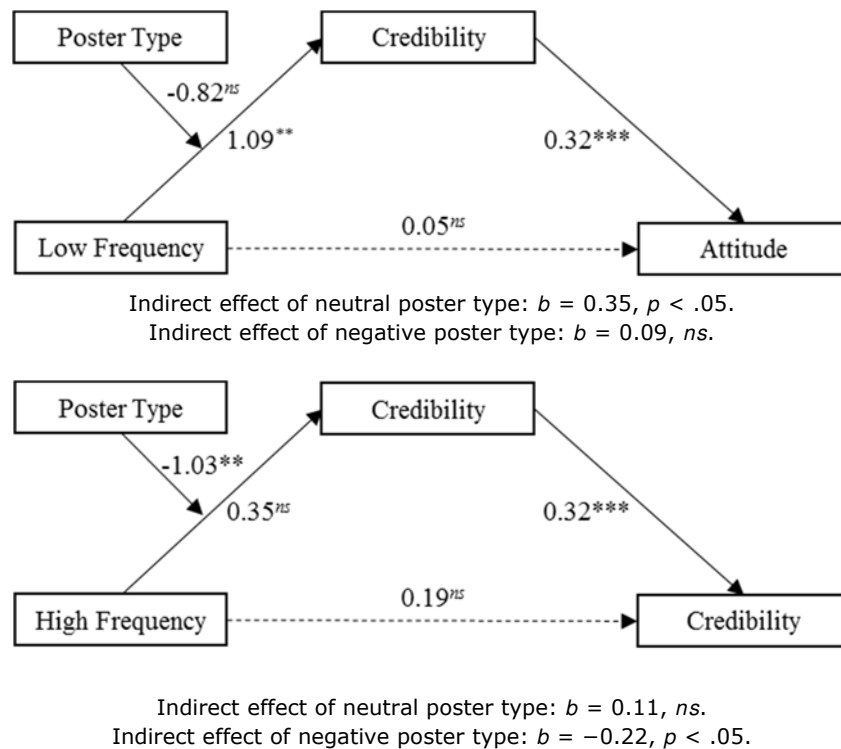 Poster Type
Credibility
-0.82ns
1.09**
0.32***
0.05ns
Low Frequency
Attitude
Indirect effect of neutral poster type: b = 0.35, p < .05.
Indirect effect of negative poster type: b = 0.09, ns.
Poster Type
Credibility
-1.03**
0.35ns
0.32***
0.19ns
High Frequency
Credibility
Indirect effect of neutral poster type: b = 0.11, ns.
Indirect effect of negative poster type: b = −0.22, p < .05.